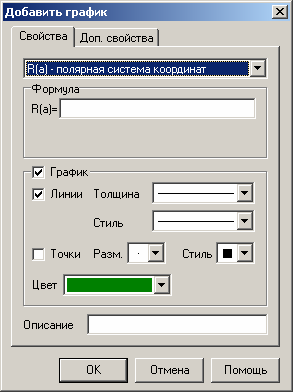 Добавить график
Свойства
Доп. свойства
R(a) - полярная система координат
Формула
R(a)=
График
Линии Толщина
Стиль
Точки Разм. Стиль
Цвет
Описание
OK Отмена Помощь